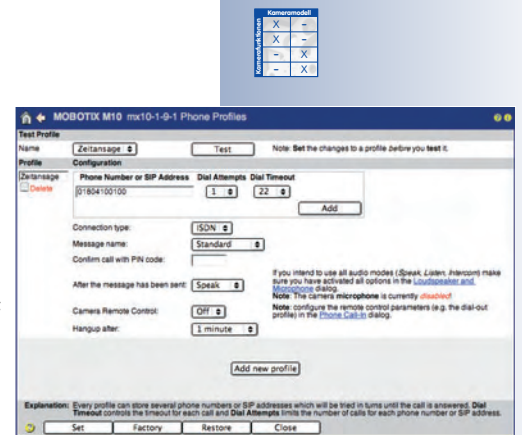 Kameramodell
Kamerafunktionen
X –
X –
– X
– X
MOBOTIX M10 mx10-1-9-1 Phone Profiles
Test Profile
Name Zeitansage Test Note: Set the changes to a profile before you test it.
Profile Configuration
Zeitansage Phone Number or SIP Address Dial Attempts Dial Timeout
Delete 01804100100 1 22
Add
Connection type: ISDN
Message name: Standard
Confirm call with PIN code:
After the message has been sent: Speak If you intend to use all audio modes (Speak, Listen, Intercom) make
sure you have activated all options in the Loudspeaker and
Microphone dialog.
Note: The camera microphone is currently disabled!
Camera Remote Control: Off Note: configure the remote control parameters (e.g. the dial-out
profile) in the Phone Call-In dialog.
Hangup after: 1 minute
Add new profile
Explanation: Every profile can store several phone numbers or SIP addresses which will be tried in turns until the call is answered. Dial
Timeout controls the timeout for each call and Dial Attempts limits the number of calls for each phone number or SIP address.
Set Factory Restore Close